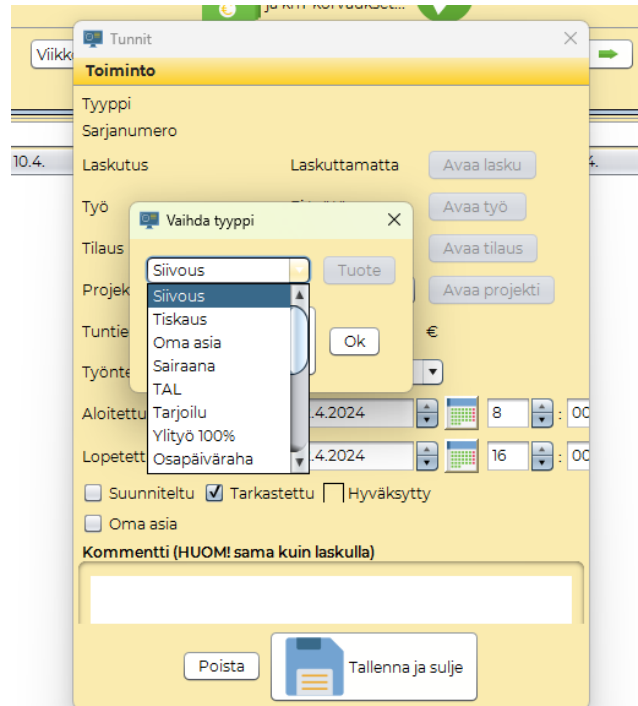 ja km-korvaukset...
Viikk
Tunnit
Toiminto
Tyyppi
Sarjanumero
10.4.
Laskutus Laskuttamatta Avaa lasku
Työ Avaa työ
Vaihda tyyppi
Tilaus Avaa tilaus
Siivous Tuote
Projek Avaa projekti
Siivous
Tiskaus
Oma asia
Sairaana
TAL
Tarjoilu
Ylityö 100%
Osapäiväraha
Tuntie €
Ok
Työnte
Aloitettu .4.2024 8 : 00
Lopetett .4.2024 16 : 00
Suunniteltu Tarkastettu Hyväksytty
Oma asia
Kommentti (HUOM! sama kuin laskulla)
Poista Tallenna ja sulje